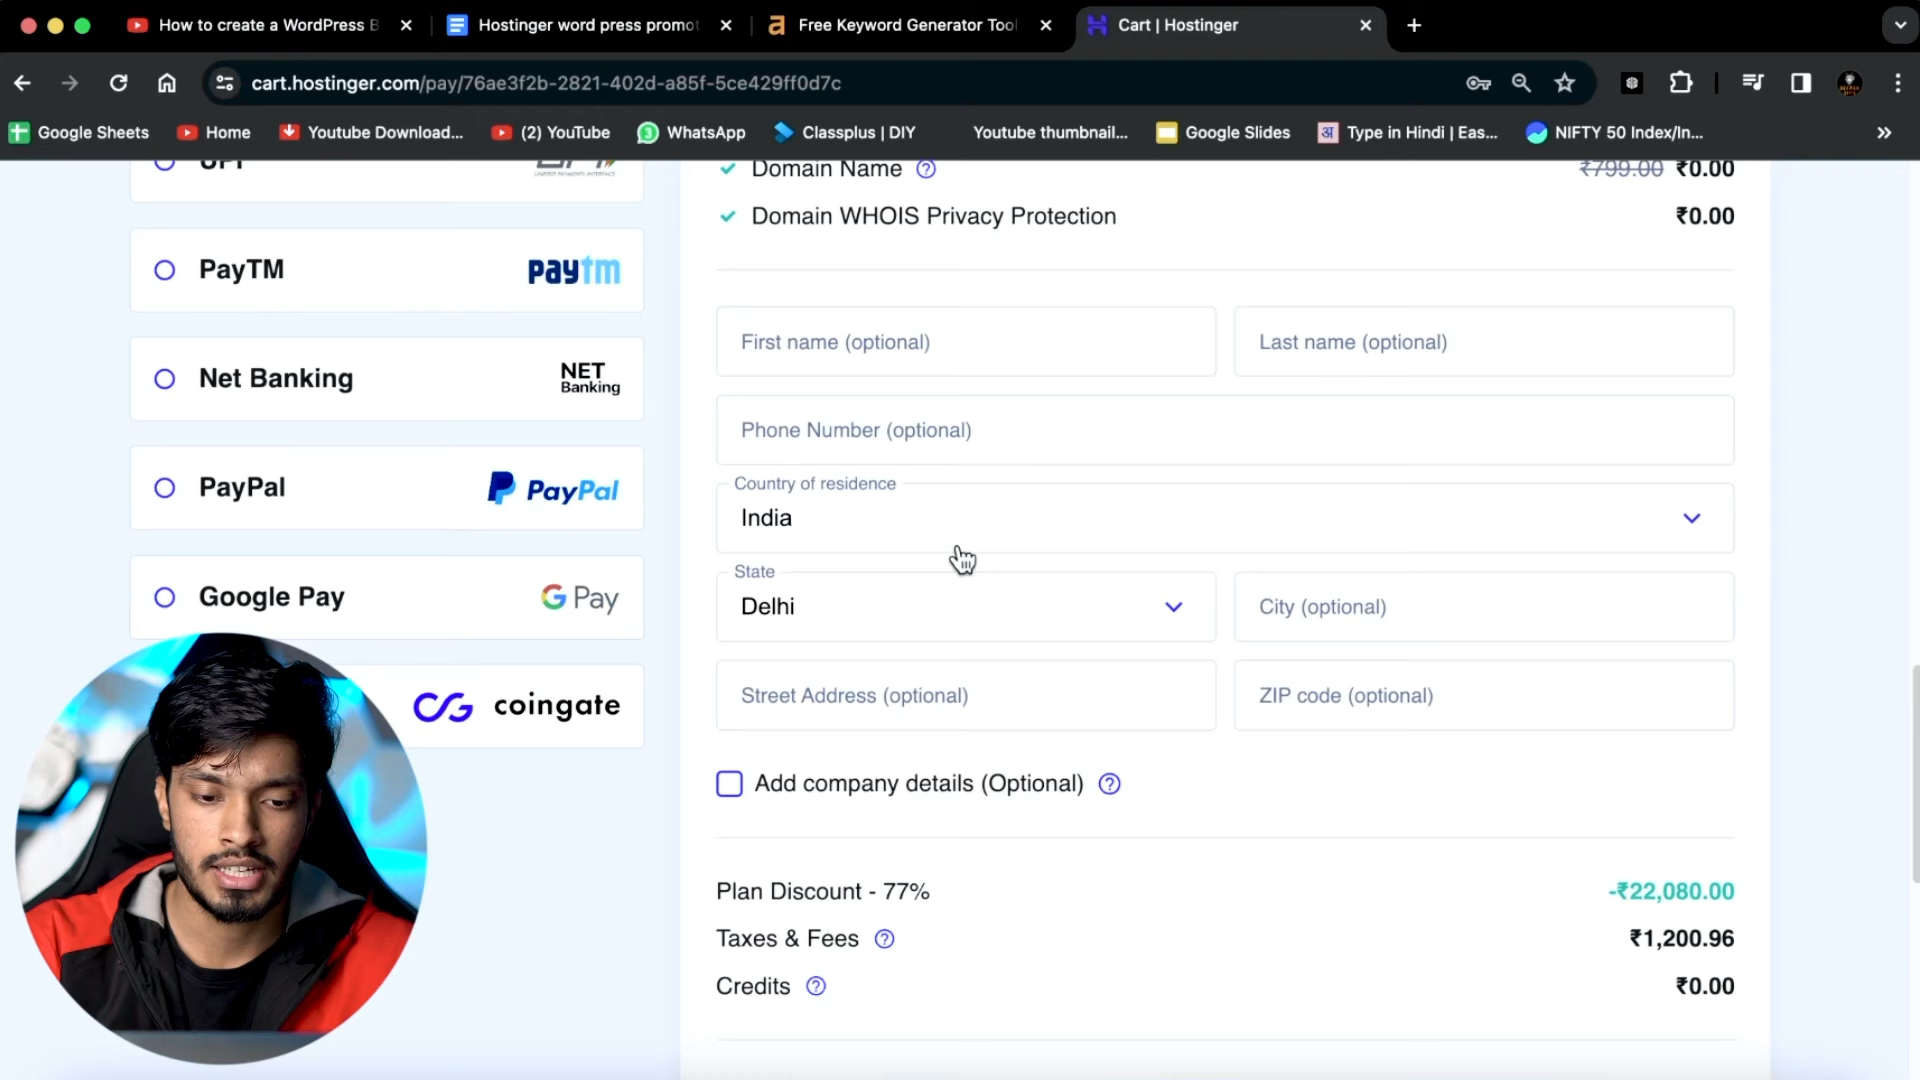 How to create a WordPress B
Hostinger word press promot
Free Keyword Generator Tool
Cart | Hostinger
cart.hostinger.com/pay/76ae3f2b-2821-402d-a85f-5ce429ff0d7c
Google Sheets
Home
Youtube Download...
(2) YouTube
WhatsApp
Classplus | DIY
Youtube thumbnail...
Google Slides
अ
Type in Hindi | Eas...
NIFTY 50 Index/In...
UPI
UNIFIED PAYMENTS INTERFACE
PayTM
paytm
Net Banking
NET
Banking
PayPal
PayPal
Google Pay
G Pay
coingate
Domain Name
₹799.00 ₹0.00
Domain WHOIS Privacy Protection
₹0.00
First name (optional)
Last name (optional)
Phone Number (optional)
Country of residence
India
State
Delhi
City (optional)
Street Address (optional)
ZIP code (optional)
Add company details (Optional)
Plan Discount - 77%
-₹22,080.00
Taxes & Fees
₹1,200.96
Credits
₹0.00